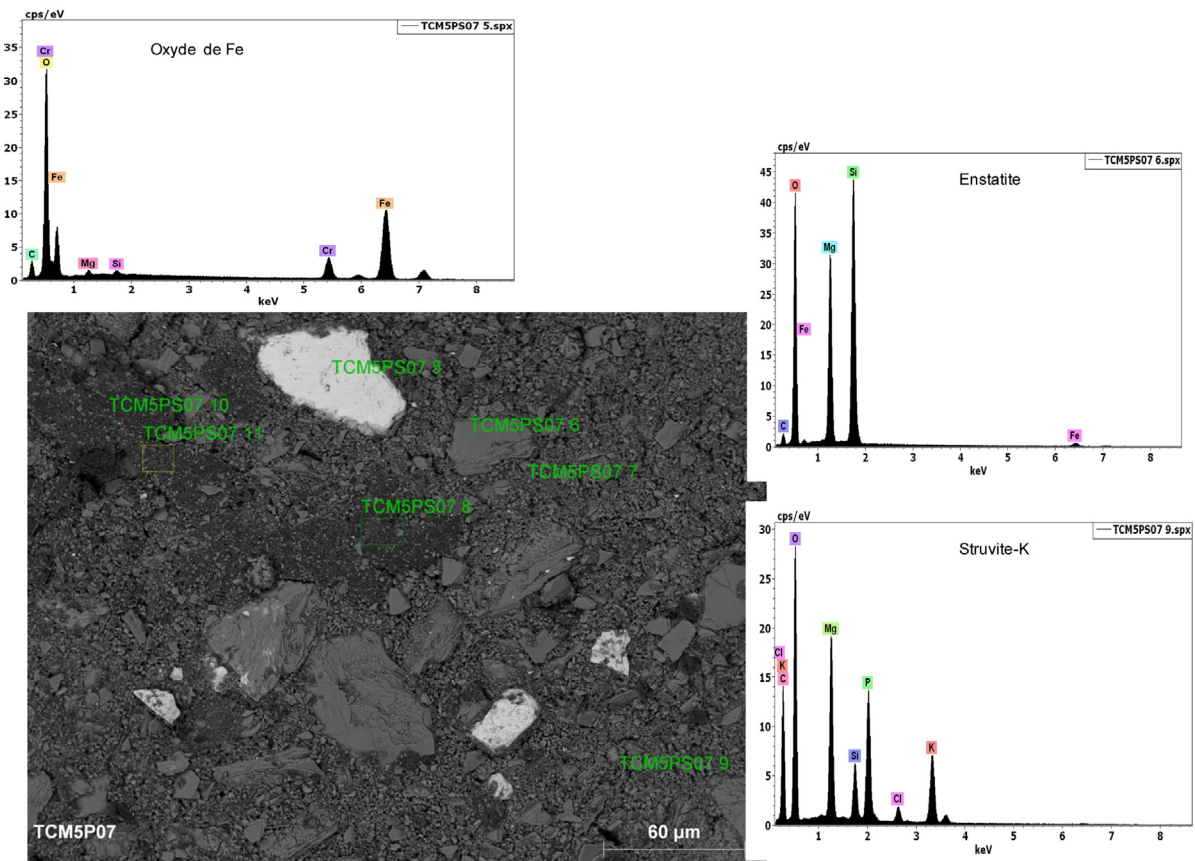 cps/eV
TCM5PS07 5.spx
Oxyde de Fe
35
30
25
20
15
10
5
0
Cr
O
Fe
C
Mg
Si
Cr
Fe
1 2 3 4 5 6 7 8
keV
cps/eV
TCM5PS07 6.spx
Enstatite
45
40
35
30
25
20
15
10
5
0
O
Si
Mg
Fe
C
Fe
1 2 3 4 5 6 7 8
keV
TCM5PS07 10
TCM5PS07 11
TCM5PS07 6
TCM5PS07 7
TCM5PS07 8
TCM5PS07 9
TCM5P07
60 µm
cps/eV
TCM5PS07 9.spx
Struvite-K
30
25
20
15
10
5
0
O
Cl
K
C
Mg
P
Si
Cl
K
1 2 3 4 5 6 7 8
keV